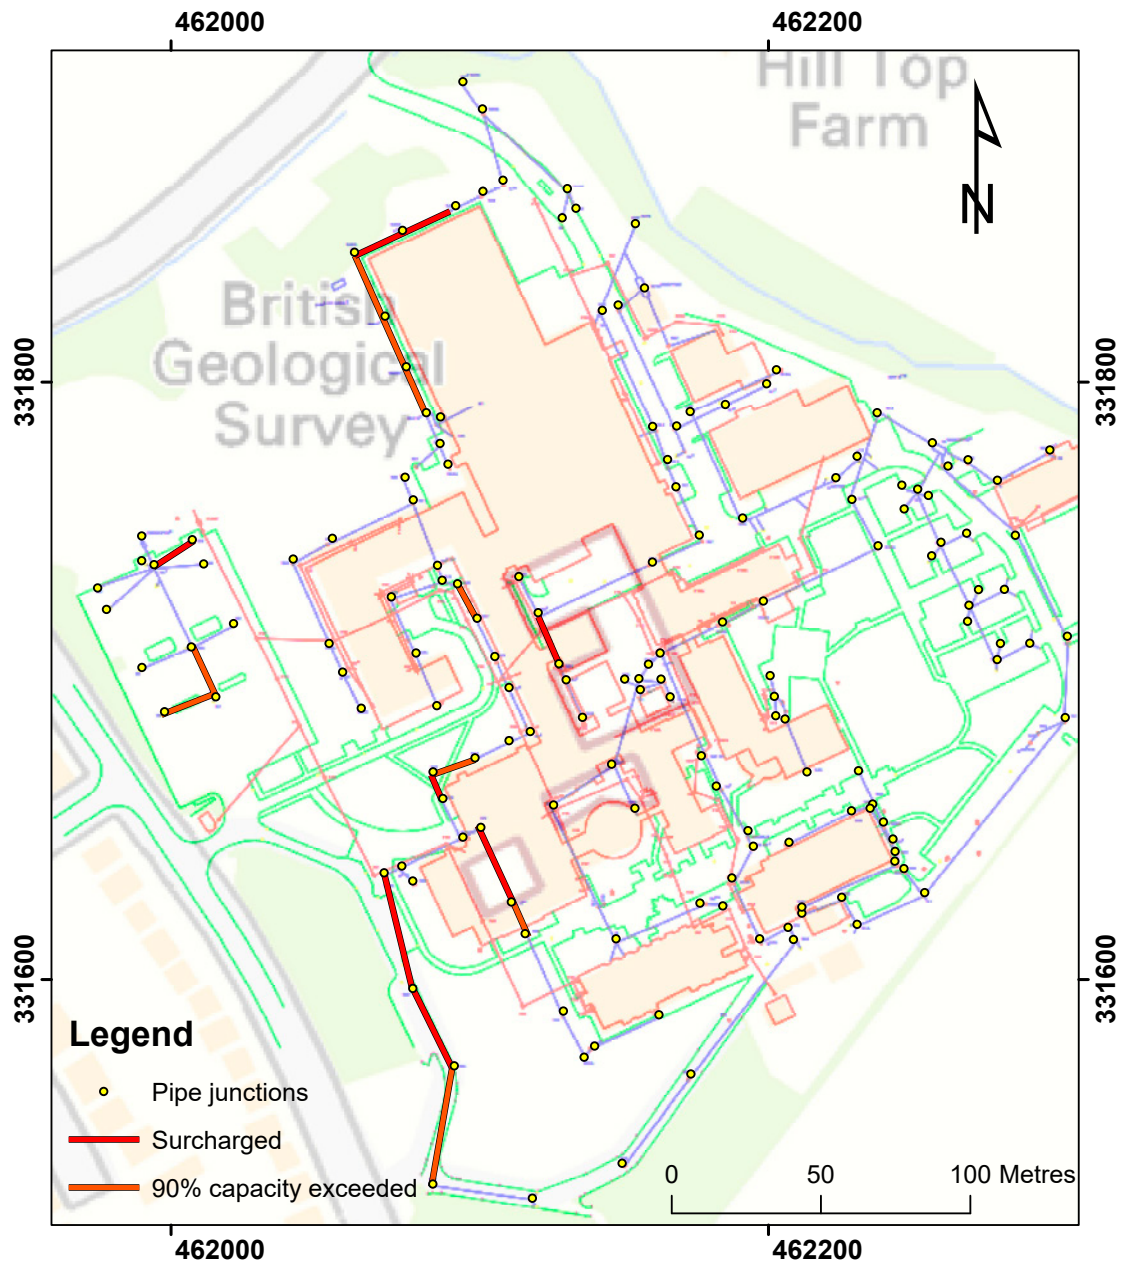 462000
462200
Hill Top
Farm
N
British
Geological
Survey
331800
331800
331600
331600
Legend
Pipe junctions
Surcharged
90% capacity exceeded
0
50
100 Metres
462000
462200